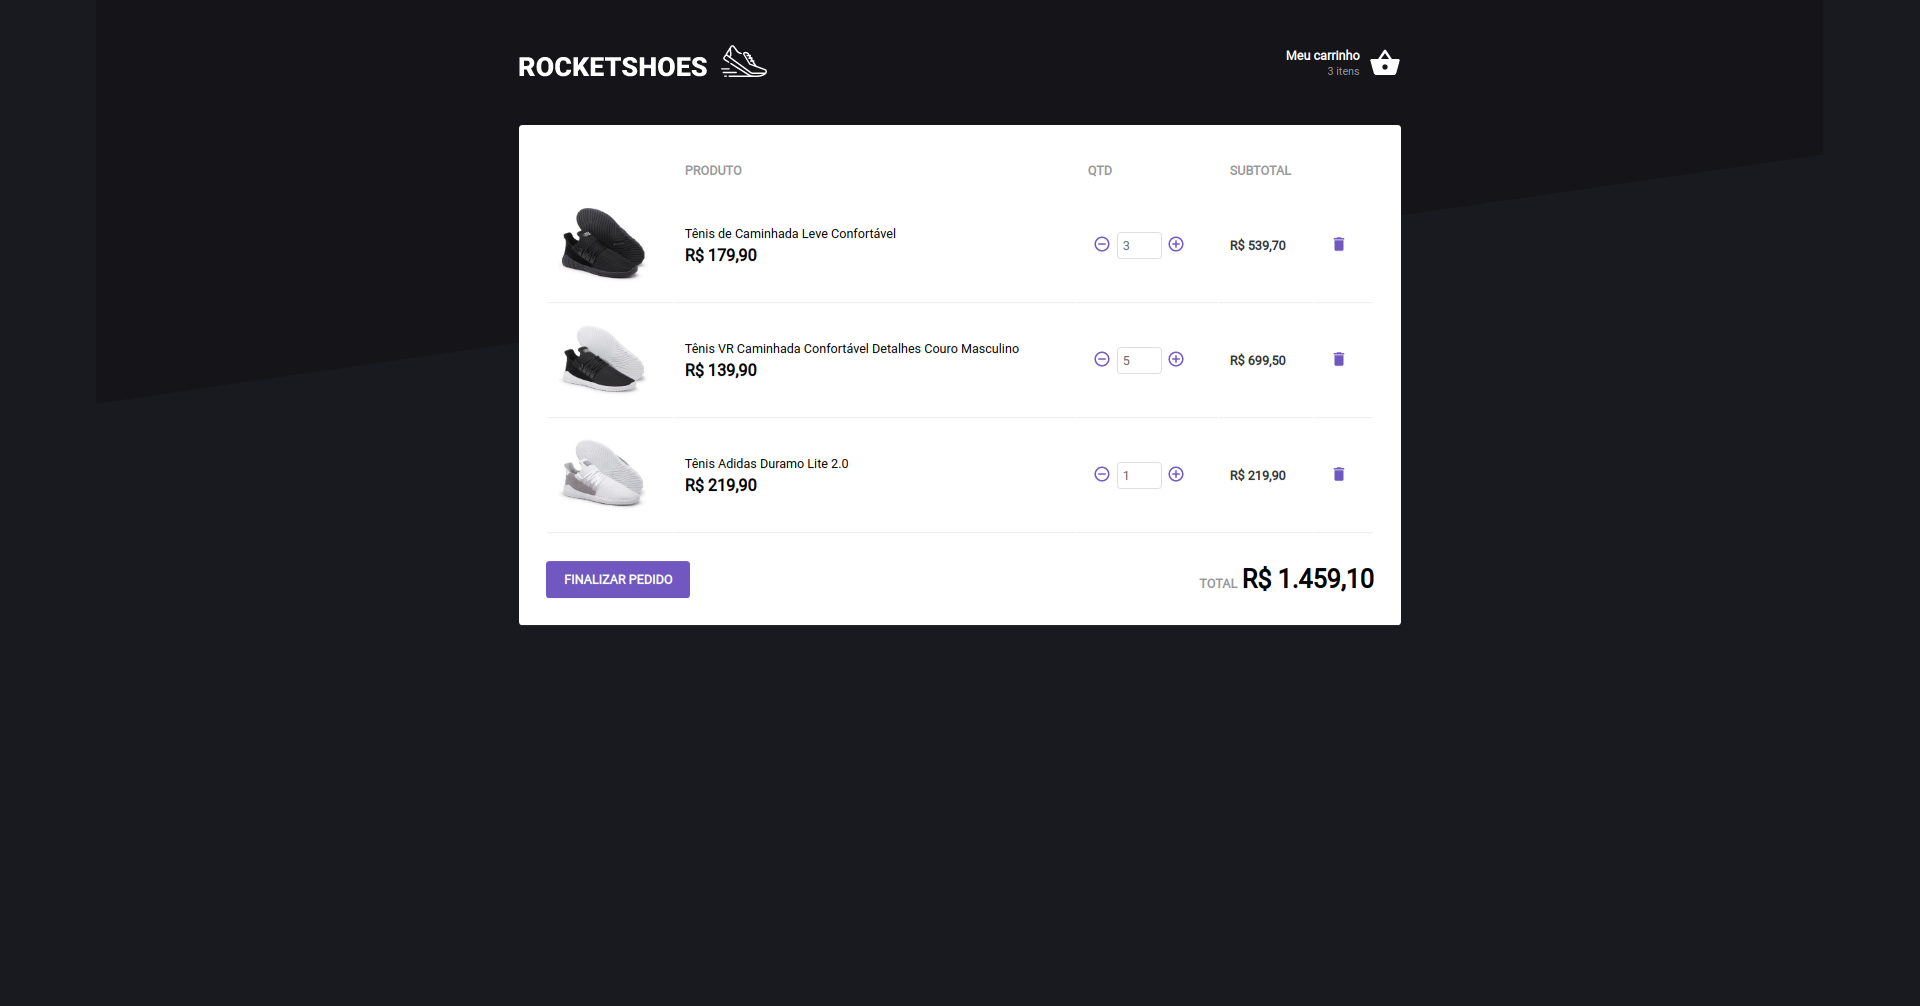 ROCKETSHOES
Meu carrinho
3 itens
PRODUTO QTD SUBTOTAL
Tênis de Caminhada Leve Confortável
R$ 179,90
3
R$ 539,70
Tênis VR Caminhada Confortável Detalhes Couro Masculino
R$ 139,90
5
R$ 699,50
Tênis Adidas Duramo Lite 2.0
R$ 219,90
1
R$ 219,90
FINALIZAR PEDIDO
TOTAL R$ 1.459,10